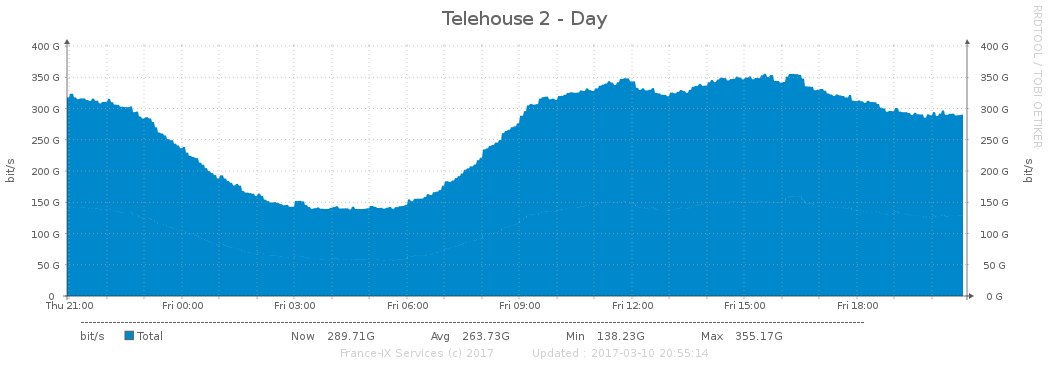 Telehouse 2 - Day
RRDTOOL / TOBI OETIKER
400 G 400 G
350 G 350 G
300 G 300 G
250 G 250 G
200 G 200 G
150 G 150 G
100 G 100 G
50 G 50 G
0 0 G
bit/s bit/s
Thu 21:00 Fri 00:00 Fri 03:00 Fri 06:00 Fri 09:00 Fri 12:00 Fri 15:00 Fri 18:00
bit/s Total Now 289.71G Avg 263.73G Min 138.23G Max 355.17G
France-IX Services (c) 2017 Updated : 2017-03-10 20:55:14